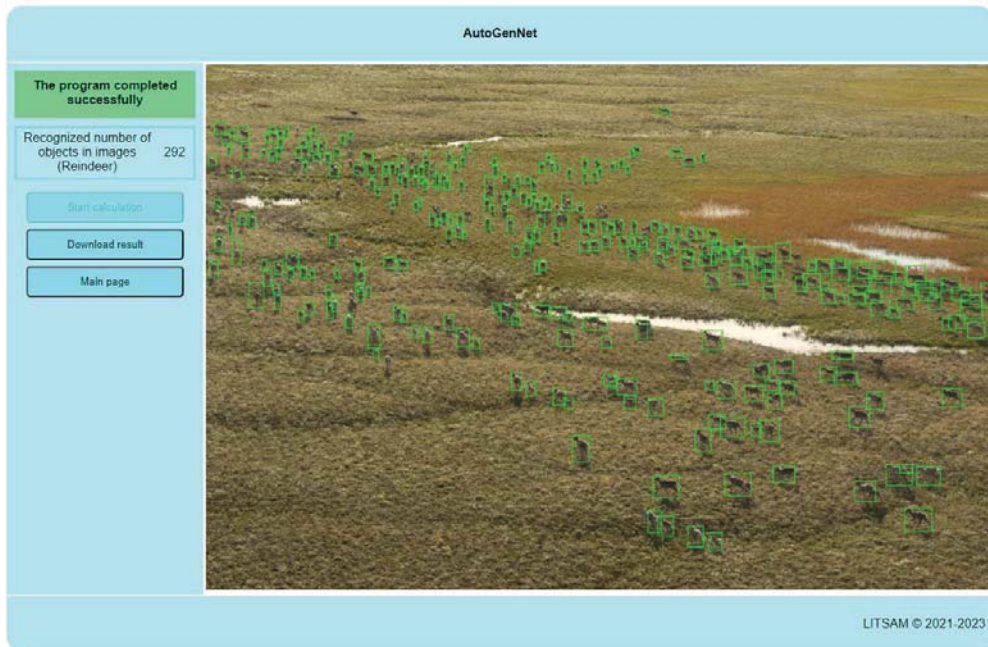 AutoGenNet
The program completed
successfully
Recognized number of
objects in images
(Reindeer)
292
Start calculation
Download result
Main page
LITSAM © 2021-2023